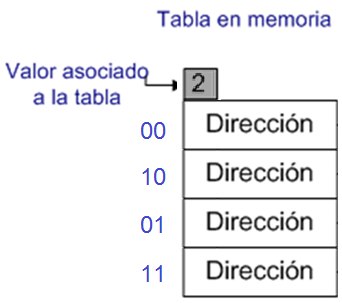 Tabla en memoria
Valor asociado
a la tabla
2
00 Dirección
10 Dirección
01 Dirección
11 Dirección